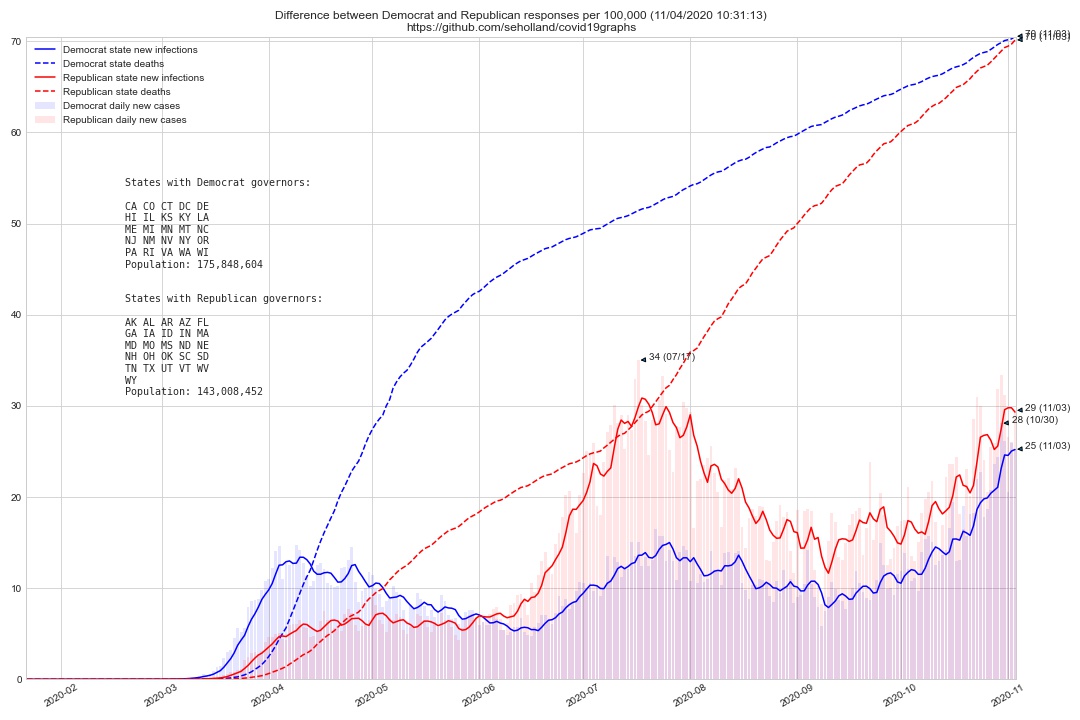 Difference between Democrat and Republican responses per 100,000 (11/04/2020 10:31:13)
https://github.com/seholland/covid19graphs
70 (11/03)
70 (11/03)
70
60
50
40
30
20
10
0
Democrat state new infections
Democrat state deaths
Republican state new infections
Republican state deaths
Democrat daily new cases
Republican daily new cases
States with Democrat governors:
CA CO CT DC DE
HI IL KS KY LA
ME MI MN MT NC
NJ NM NV NY OR
PA RI VA WA WI
Population: 175,848,604
States with Republican governors:
AK AL AR AZ FL
GA IA ID IN MA
MD MO MS ND NE
NH OH OK SC SD
TN TX UT VT WV
WY
Population: 143,008,452
34 (07/17)
29 (11/03)
28 (10/30)
25 (11/03)
2020-02
2020-03
2020-04
2020-05
2020-06
2020-07
2020-08
2020-09
2020-10
2020-11